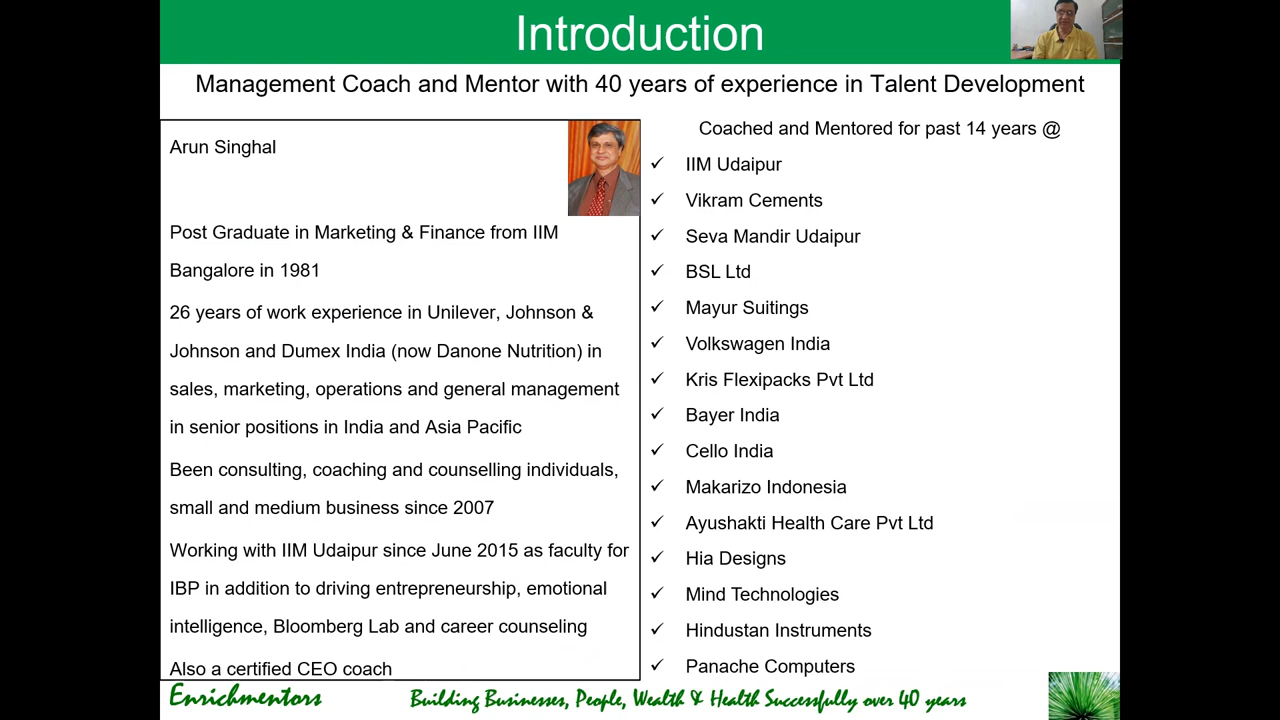 Introduction
Management Coach and Mentor with 40 years of experience in Talent Development
Arun Singhal
Post Graduate in Marketing & Finance from IIM
Bangalore in 1981
26 years of work experience in Unilever, Johnson &
Johnson and Dumex India (now Danone Nutrition) in
sales, marketing, operations and general management
in senior positions in India and Asia Pacific
Been consulting, coaching and counselling individuals,
small and medium business since 2007
Working with IIM Udaipur since June 2015 as faculty for
IBP in addition to driving entrepreneurship, emotional
intelligence, Bloomberg Lab and career counseling
Also a certified CEO coach
Coached and Mentored for past 14 years @
✓ IIM Udaipur
✓ Vikram Cements
✓ Seva Mandir Udaipur
✓ BSL Ltd
✓ Mayur Suitings
✓ Volkswagen India
✓ Kris Flexipacks Pvt Ltd
✓ Bayer India
✓ Cello India
✓ Makarizo Indonesia
✓ Ayushakti Health Care Pvt Ltd
✓ Hia Designs
✓ Mind Technologies
✓ Hindustan Instruments
✓ Panache Computers
Enrichmentors
Building Businesses, People, Wealth & Health Successfully over 40 years